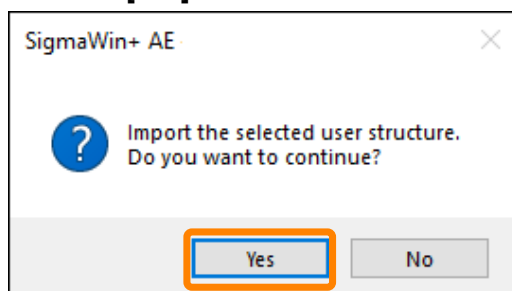 SigmaWin+ AE
Import the selected user structure.
Do you want to continue?
Yes
No